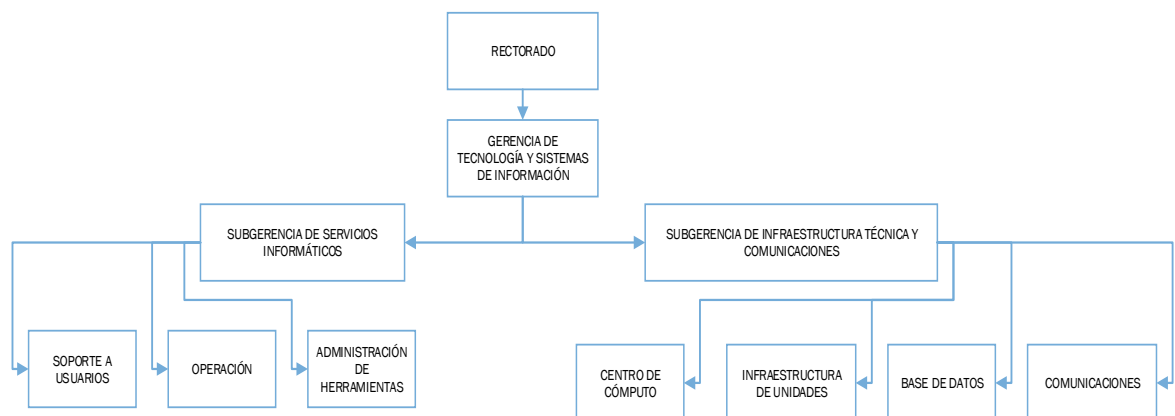 RECTORADO
GERENCIA DE
TECNOLOGÍA Y SISTEMAS
DE INFORMACIÓN
SUBGERENCIA DE SERVICIOS
INFORMÁTICOS
SUBGERENCIA DE INFRAESTRUCTURA TÉCNICA Y
COMUNICACIONES
SOPORTE A
USUARIOS
OPERACIÓN
ADMINISTRACIÓN
DE
HERRAMIENTAS
CENTRO DE
CÓMPUTO
INFRAESTRUCTURA
DE UNIDADES
BASE DE DATOS
COMUNICACIONES